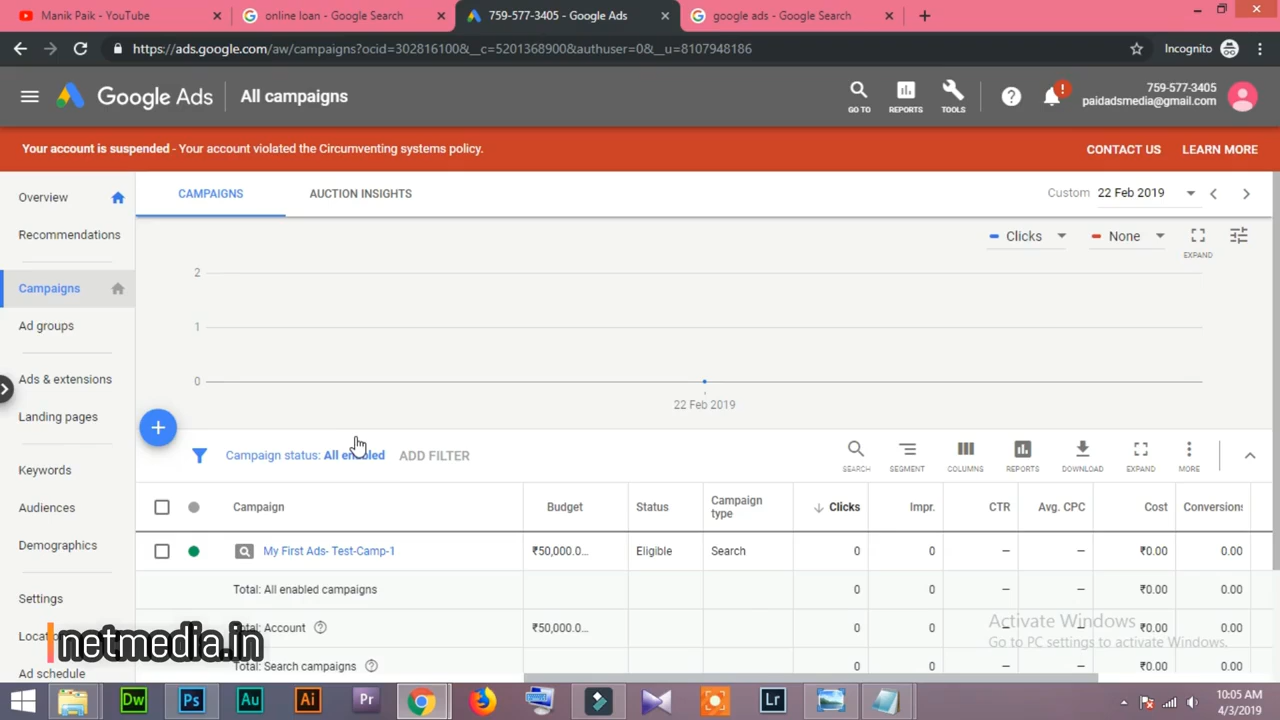 Manik Paik - YouTube
online loan - Google Search
759-577-3405 - Google Ads
google ads - Google Search
https://ads.google.com/aw/campaigns?ocid=302816100&__c=5201368900&authuser=0&__u=8107948186
Incognito
Google Ads
All campaigns
GO TO
REPORTS
TOOLS
759-577-3405
paidadsmedia@gmail.com
Your account is suspended - Your account violated the Circumventing systems policy.
CONTACT US
LEARN MORE
Overview
Recommendations
Campaigns
Ad groups
Ads & extensions
Landing pages
Keywords
Audiences
Demographics
Settings
Ad schedule
CAMPAIGNS
AUCTION INSIGHTS
Custom 22 Feb 2019
Clicks
None
EXPAND
2
1
0
22 Feb 2019
Campaign status: All enabled
ADD FILTER
SEARCH
SEGMENT
COLUMNS
REPORTS
DOWNLOAD
EXPAND
MORE
Campaign Budget Status Campaign type Clicks Impr. CTR Avg. CPC Cost Conversions
My First Ads- Test-Camp-1 ₹50,000.0... Eligible Search 0 0 – – ₹0.00 0.00
Total: All enabled campaigns 0 0 – – ₹0.00 0.00
Account ₹50,000.0... 0 0 – – ₹0.00 0.00
Total: Search campaigns 0 0 – – ₹0.00 0.00
Activate Windows
Go to PC settings to activate Windows.
netmedia.in
Dw
Ps
Au
Ai
Pr
Lr
10:05 AM
4/3/2019